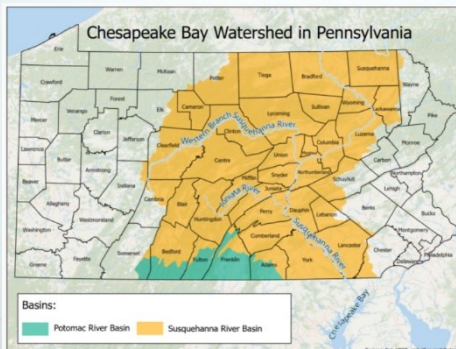 Chesapeake Bay Watershed in Pennsylvania
Erie
Warren
McKean
Potter
Tioga
Bradford
Susquehanna
Crawford
Wayne
Forest
Elk
Cameron
Sullivan
Wyoming
Lackawanna
Pike
Venango
Mercer
Clarion
Jefferson
Clinton
Lycoming
Western Branch Susquehanna River
Columbia
Luzerne
Monroe
Lawrence
Butler
Clearfield
Centre
Union
Carbon
Armstrong
Snyder
Northumberland
Schuylkill
Northampton
Beaver
Indiana
Mifflin
Juniata
Lehigh
Allegheny
Cambria
Blair
Juniata River
Perry
Dauphin
Lebanon
Berks
Bucks
Westmoreland
Huntingdon
Cumberland
Susquehanna River
Montgomery
Washington
Lancaster
Chester
Philadelphia
Greene
Fayette
Somerset
Bedford
Fulton
Franklin
Adams
York
Delaware
Basins:
Potomac River Basin
Susquehanna River Basin
Chesapeake Bay